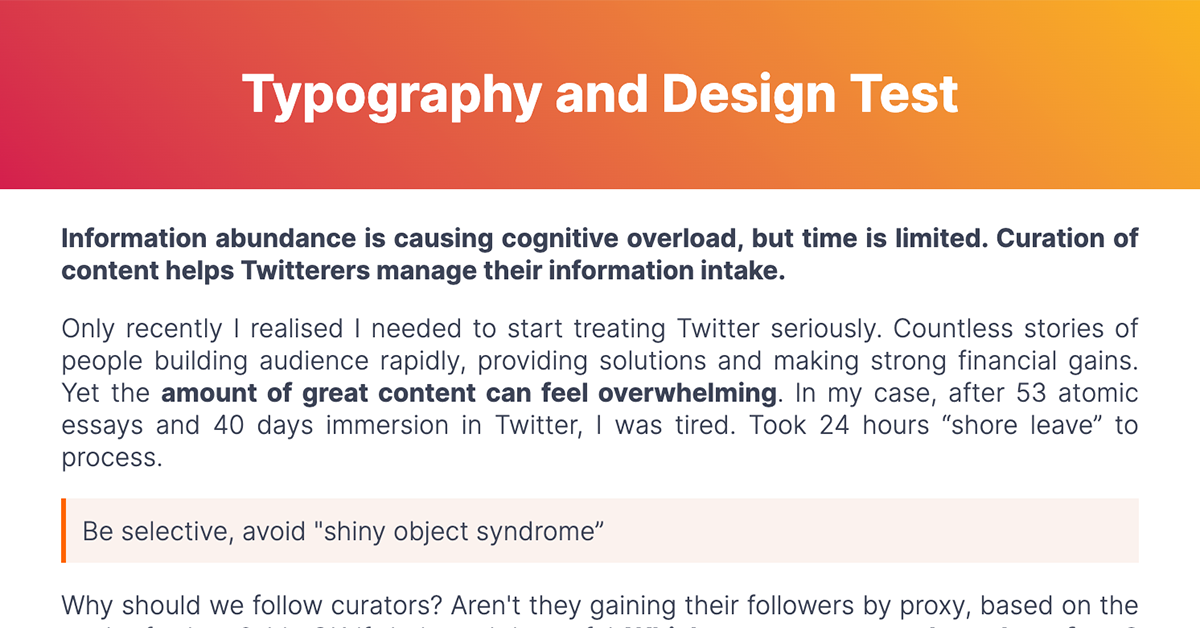 Typography and Design Test
Information abundance is causing cognitive overload, but time is limited. Curation of
content helps Twitterers manage their information intake.
Only recently I realised I needed to start treating Twitter seriously. Countless stories of
people building audience rapidly, providing solutions and making strong financial gains.
Yet the amount of great content can feel overwhelming. In my case, after 53 atomic
essays and 40 days immersion in Twitter, I was tired. Took 24 hours “shore leave” to
process.
Be selective, avoid "shiny object syndrome”
Why should we follow curators? Aren't they gaining their followers by proxy, based on the